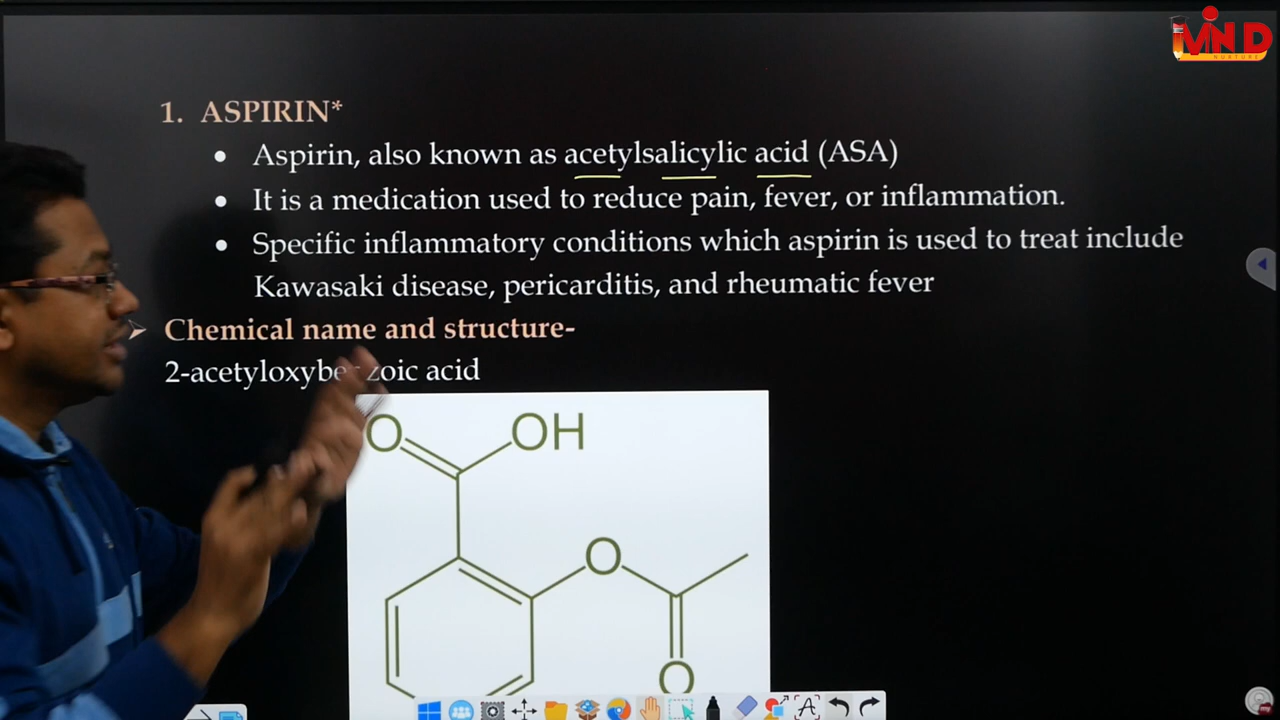 MIND
NURTURE
1. ASPIRIN*
• Aspirin, also known as acetylsalicylic acid (ASA)
• It is a medication used to reduce pain, fever, or inflammation.
• Specific inflammatory conditions which aspirin is used to treat include
Kawasaki disease, pericarditis, and rheumatic fever
➢ Chemical name and structure-
2-acetyloxybe zoic acid
O OH
O
O
A